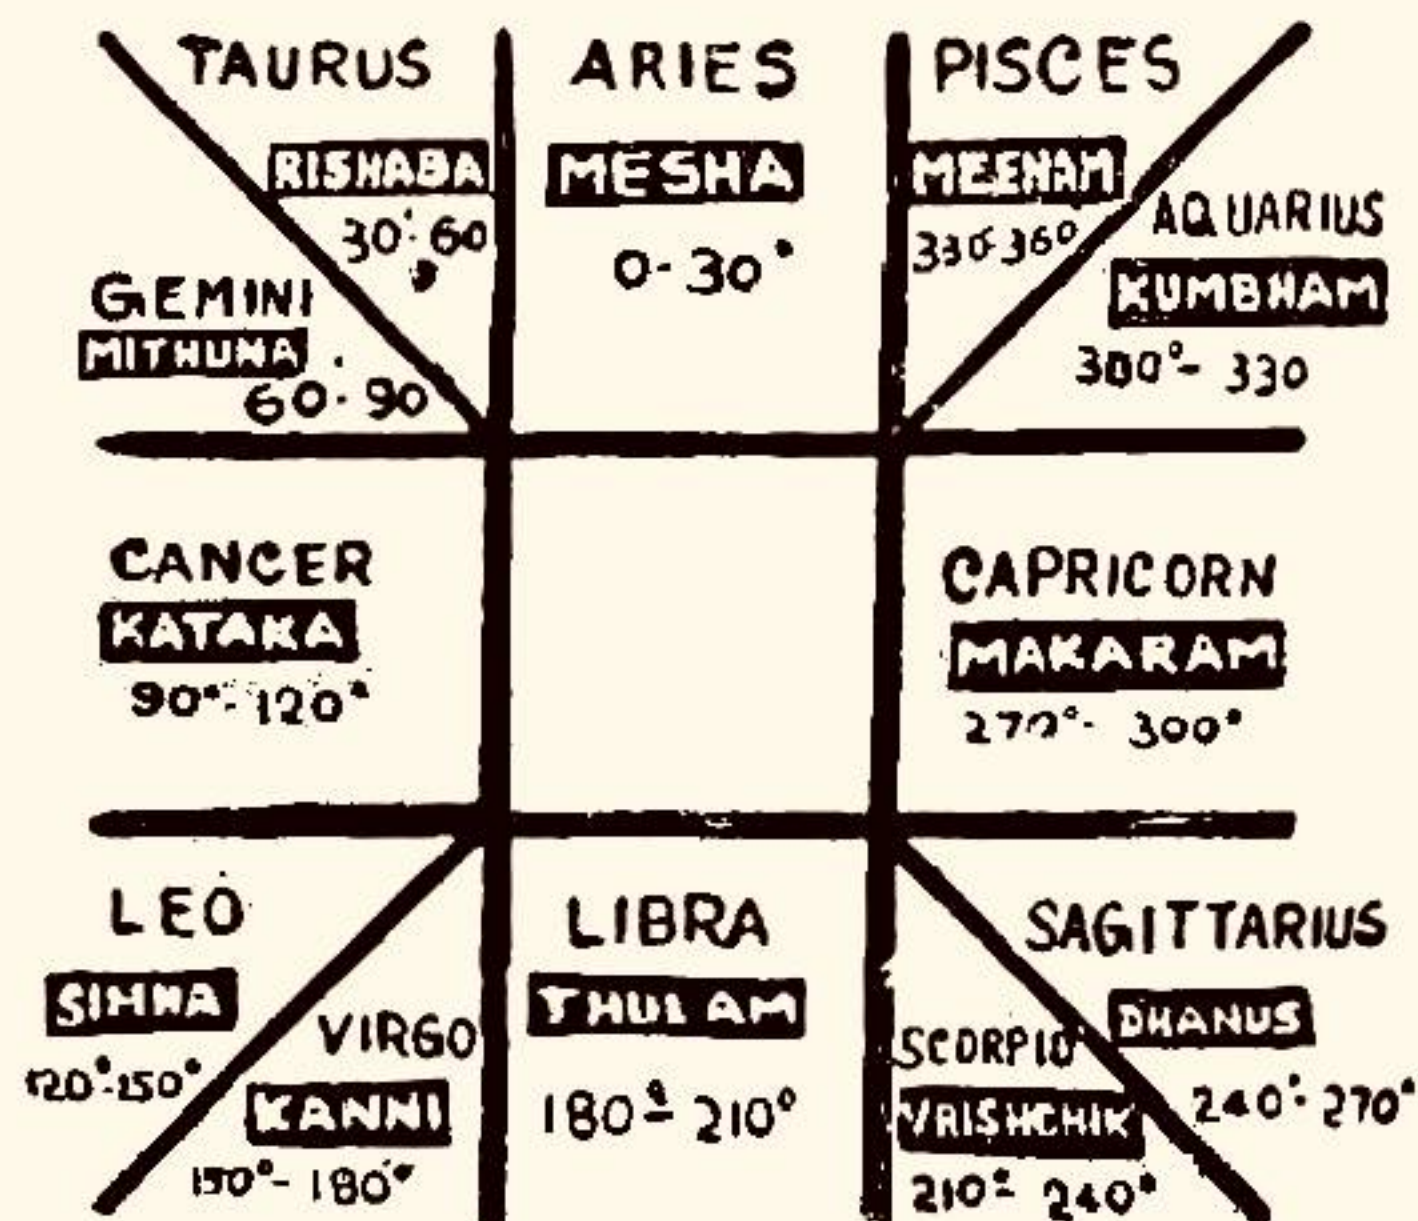 TAURUS
RISHABA
30°-60
ARIES
MESHA
0-30°
PISCES
MEENAM
330-360
AQUARIUS
KUMBHAM
300°-330
GEMINI
MITHUNA
60-90
CANCER
KATAKA
90°-120°
CAPRICORN
MAKARAM
270°-300°
LEO
SIMHA
120°-150°
VIRGO
KANNI
150°-180°
LIBRA
THULAM
180°-210°
SCORPIO
VRISHCHIK
210°-240°
SAGITTARIUS
DHANUS
240°-270°